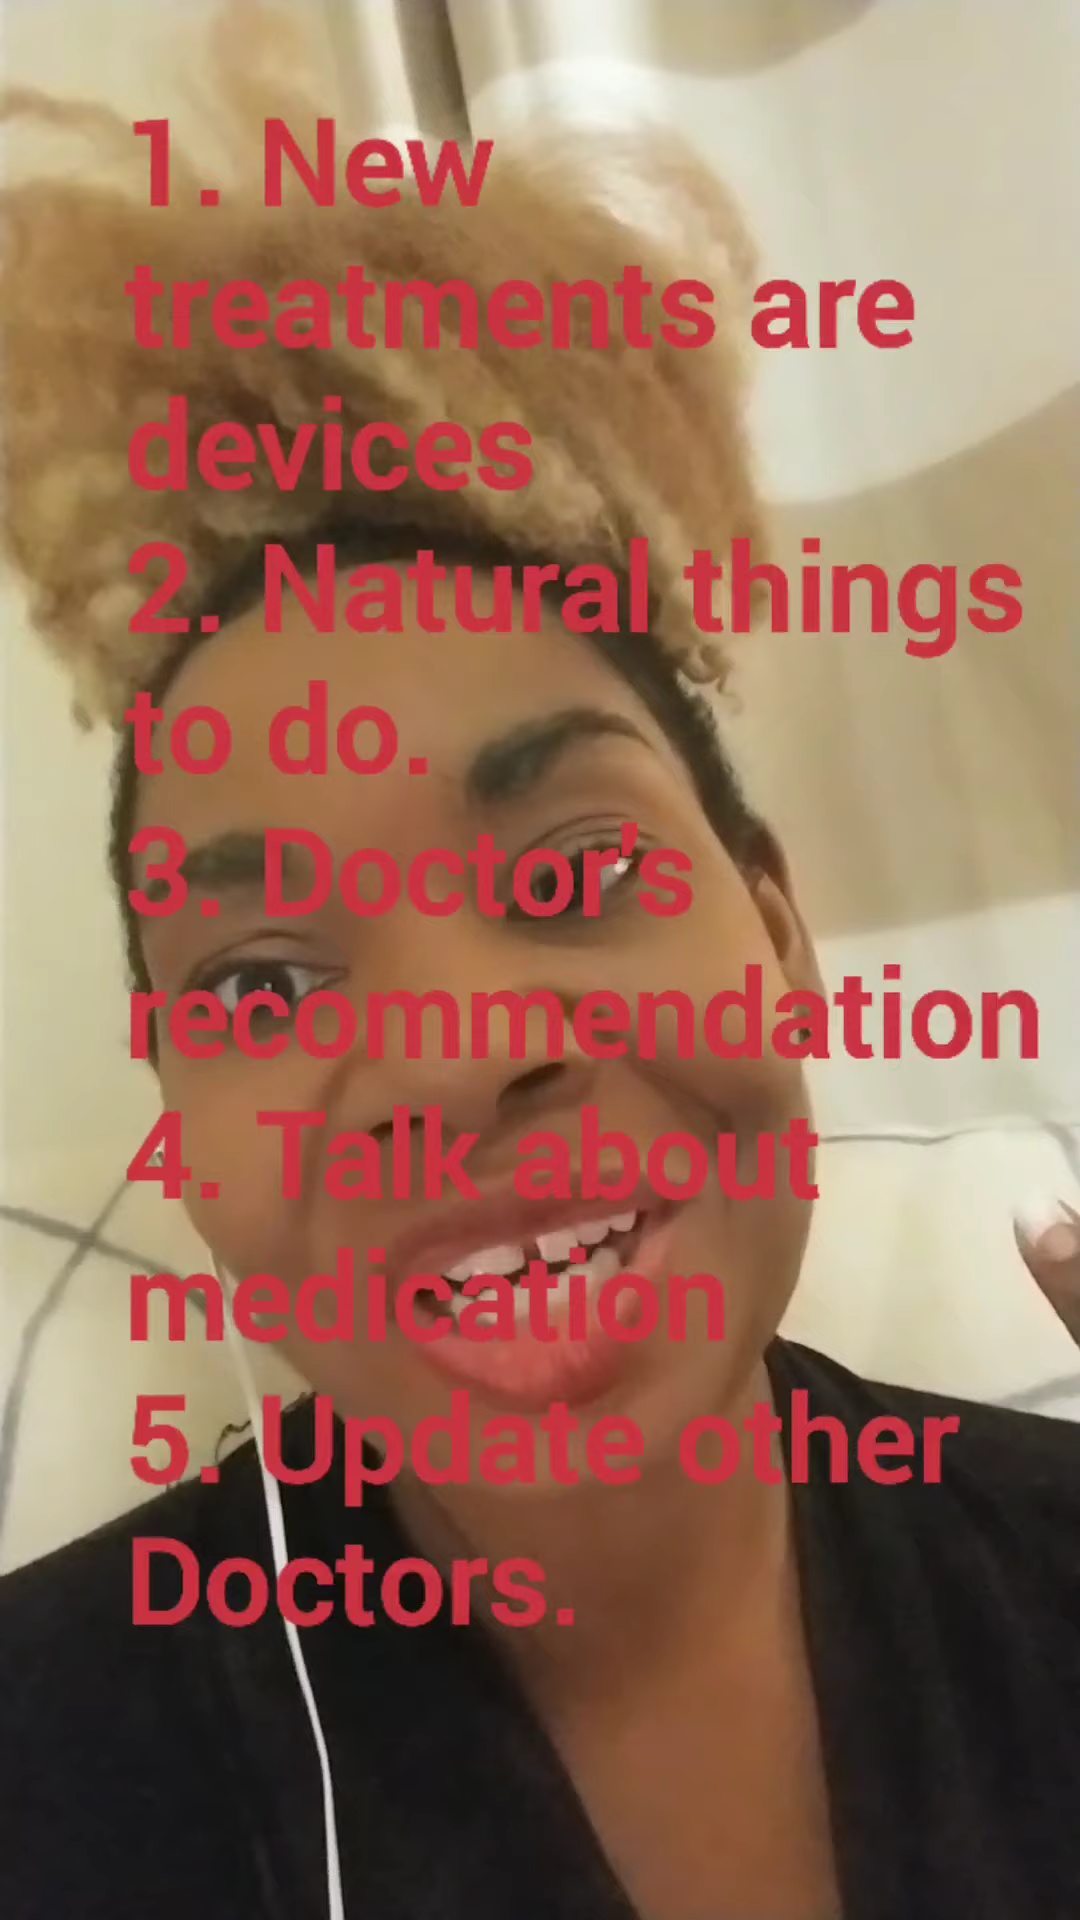 1. New
treatments are
devices
2. Natural things
to do.
3. Doctor's
recommendation
4. Talk about
medication
5. Update other
Doctors.